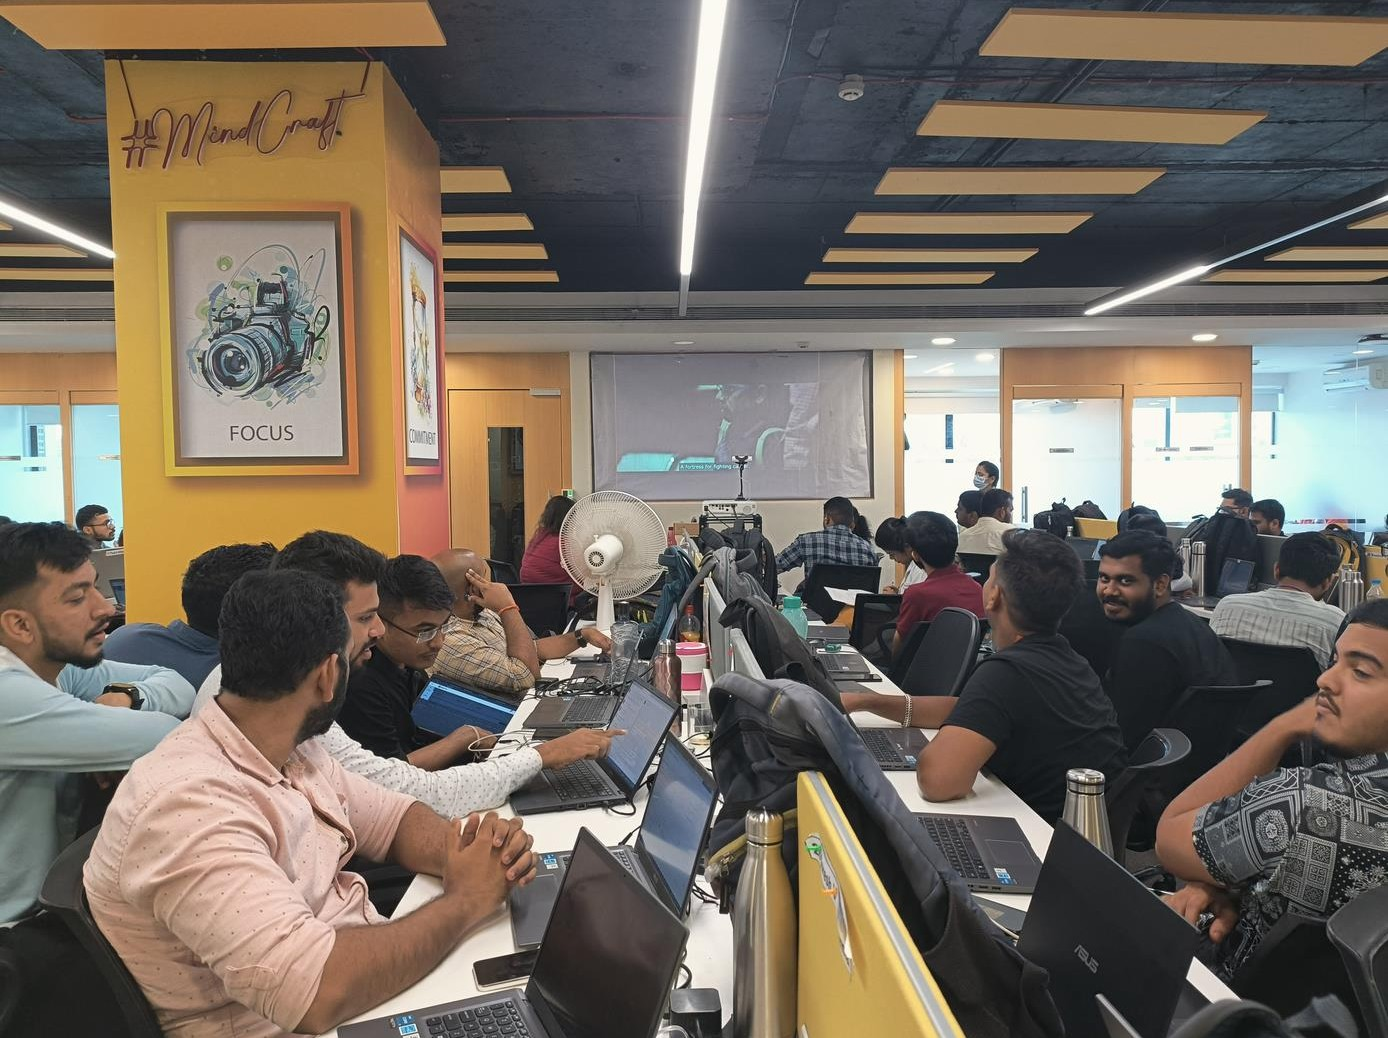 #MindCraft
FOCUS
COMMITMENT
A fortress for fighting
ASUS